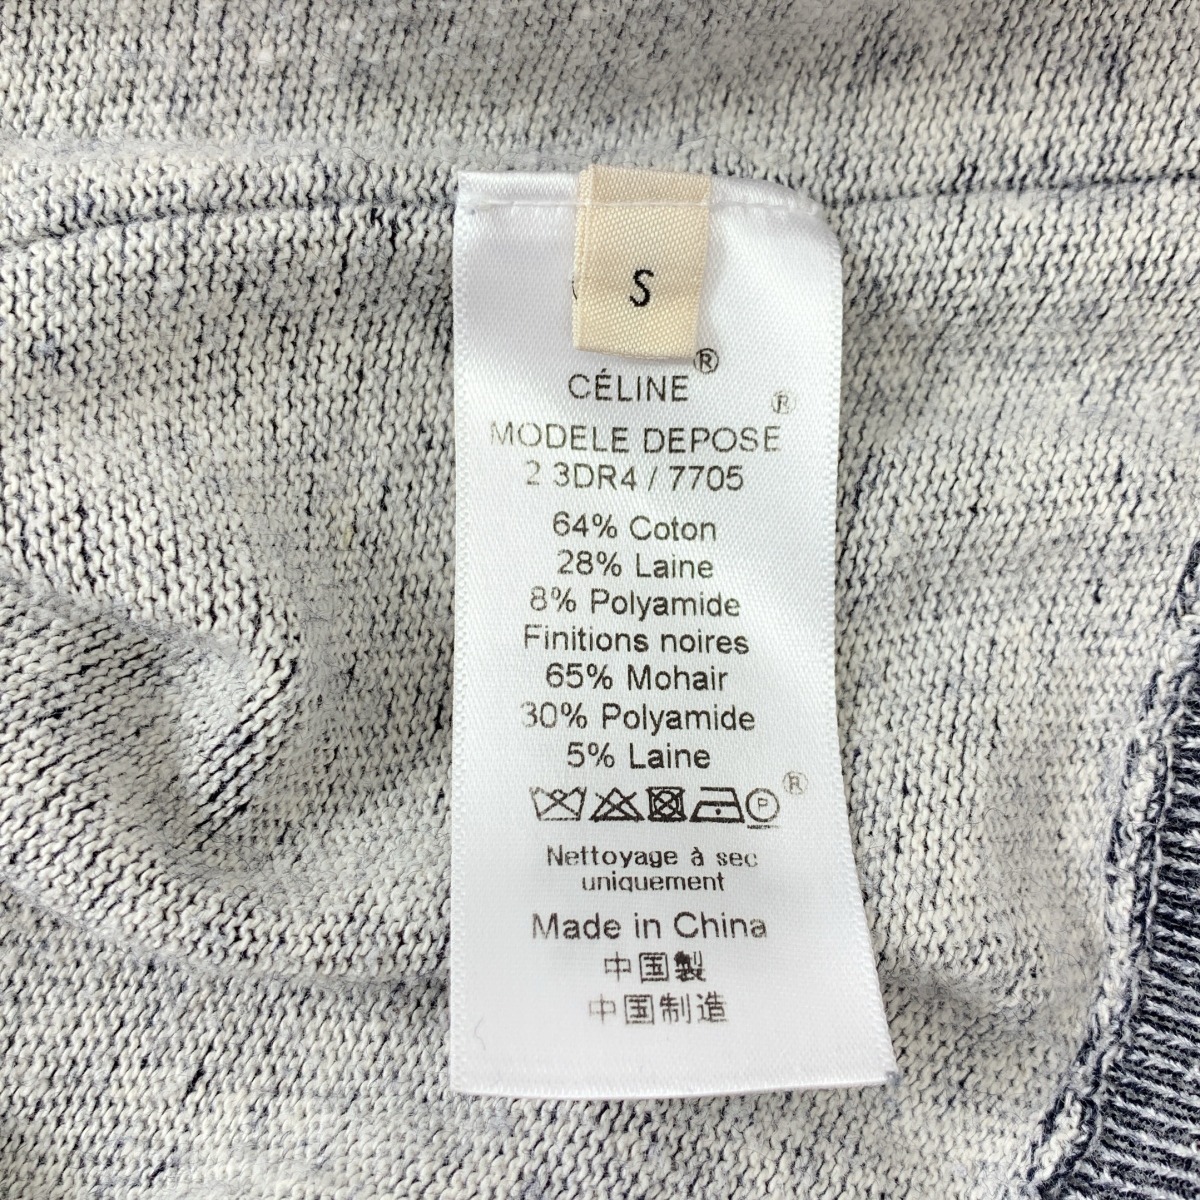 S
CÉLINE®
MODELE DEPOSE®
2 3DR4 / 7705
64% Coton
28% Laine
8% Polyamide
Finitions noires
65% Mohair
30% Polyamide
5% Laine
P ®
Nettoyage à sec
uniquement
Made in China
中国製
中国制造